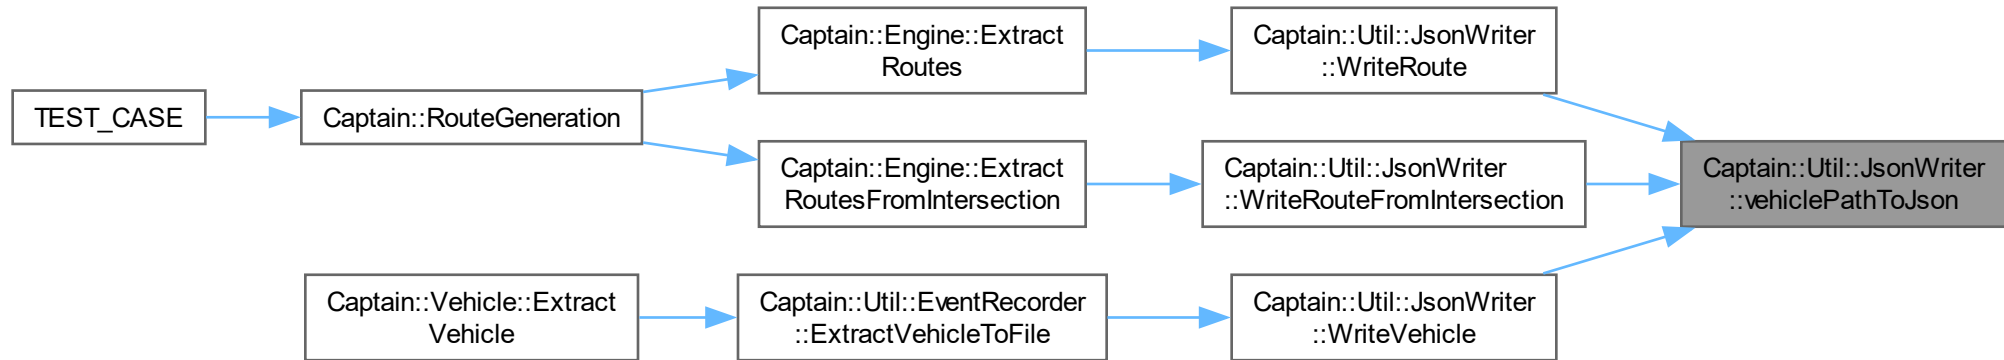 Captain::Engine::Extract
Routes
Captain::Util::JsonWriter
::WriteRoute
TEST_CASE
Captain::RouteGeneration
Captain::Engine::Extract
RoutesFromIntersection
Captain::Util::JsonWriter
::WriteRouteFromIntersection
Captain::Util::JsonWriter
::vehiclePathToJson
Captain::Vehicle::Extract
Vehicle
Captain::Util::EventRecorder
::ExtractVehicleToFile
Captain::Util::JsonWriter
::WriteVehicle